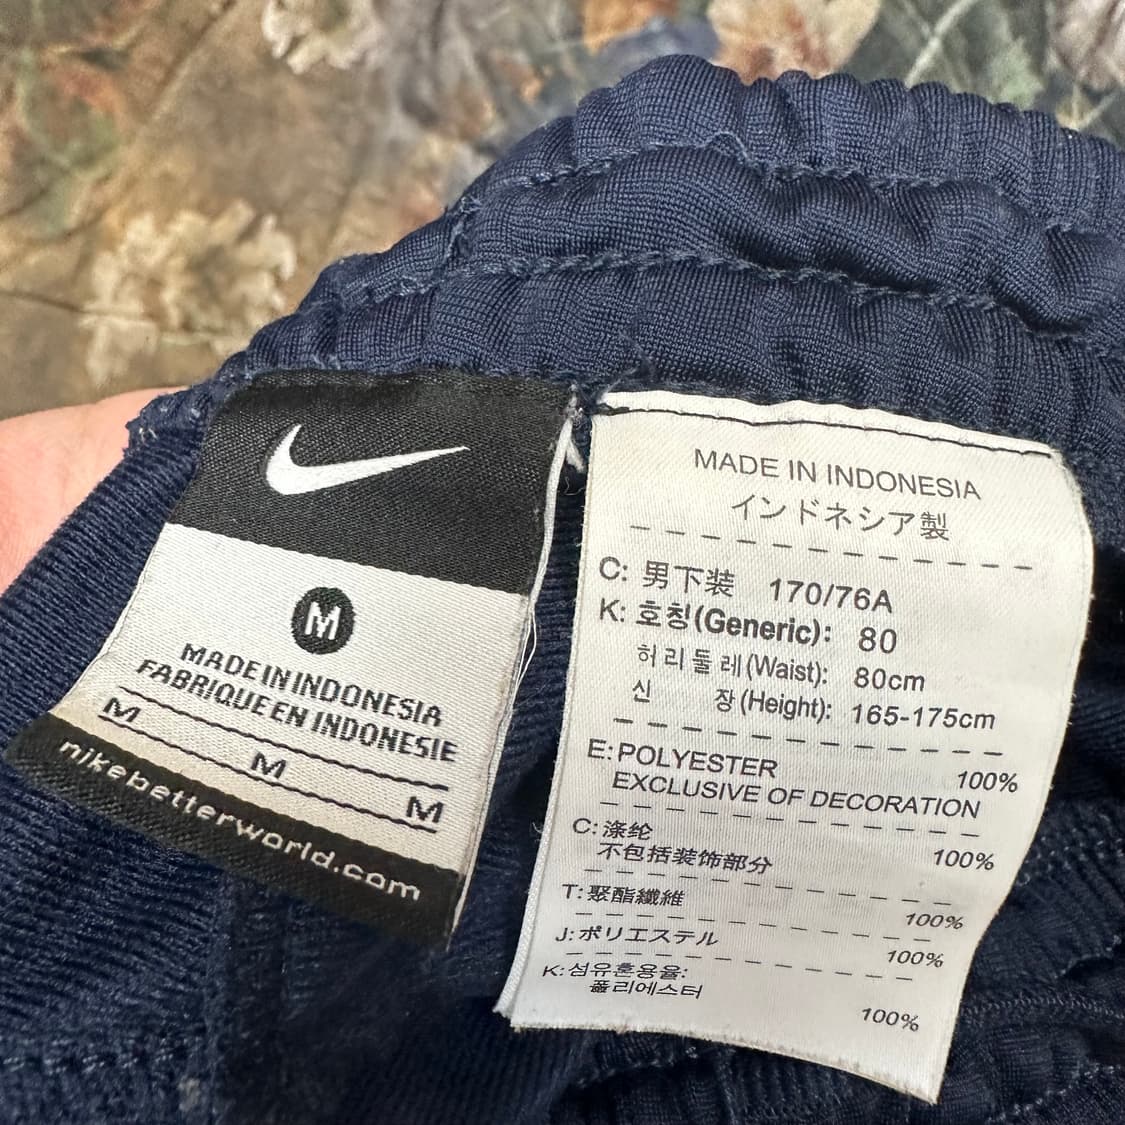 M
MADE IN INDONESIA
FABRIQUE EN INDONESIE
M
M
M
nikebetterworld.com
MADE IN INDONESIA
インドネシア製
C: 男下装 170/76A
K: 호칭(Generic): 80
허리둘레(Waist): 80cm
신 장(Height): 165-175cm
E: POLYESTER 100%
EXCLUSIVE OF DECORATION
C: 涤纶 100%
不包括装饰部分
T: 聚酯纖維 100%
J: ポリエステル 100%
K: 섬유혼용율:
폴리에스터 100%